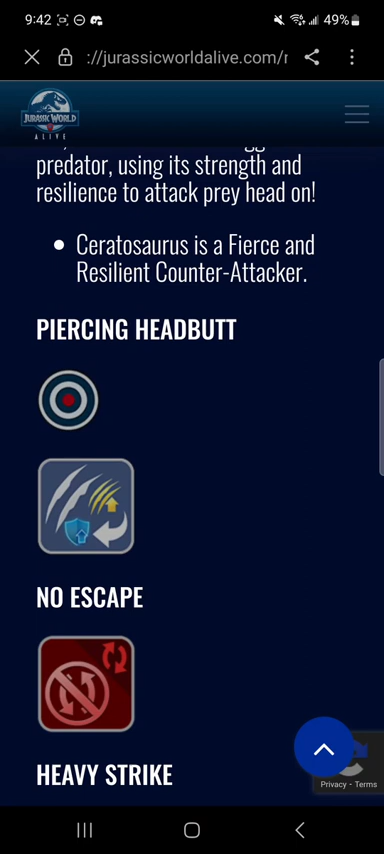 9:42
49%
://jurassicworldalive.com/r
JURASSIC WORLD
ALIVE
predator, using its strength and
resilience to attack prey head on!
Ceratosaurus is a Fierce and
Resilient Counter-Attacker.
PIERCING HEADBUTT
NO ESCAPE
HEAVY STRIKE
Privacy - Terms